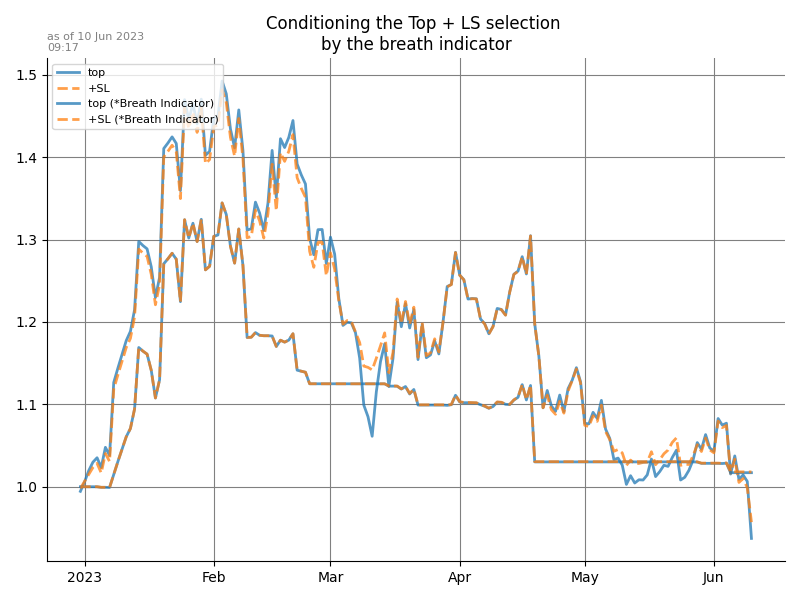 Conditioning the Top + LS selection
by the breath indicator
as of 10 Jun 2023
09:17
top
+SL
top (*Breath Indicator)
+SL (*Breath Indicator)
1.5
1.4
1.3
1.2
1.1
1.0
2023 Feb Mar Apr May Jun